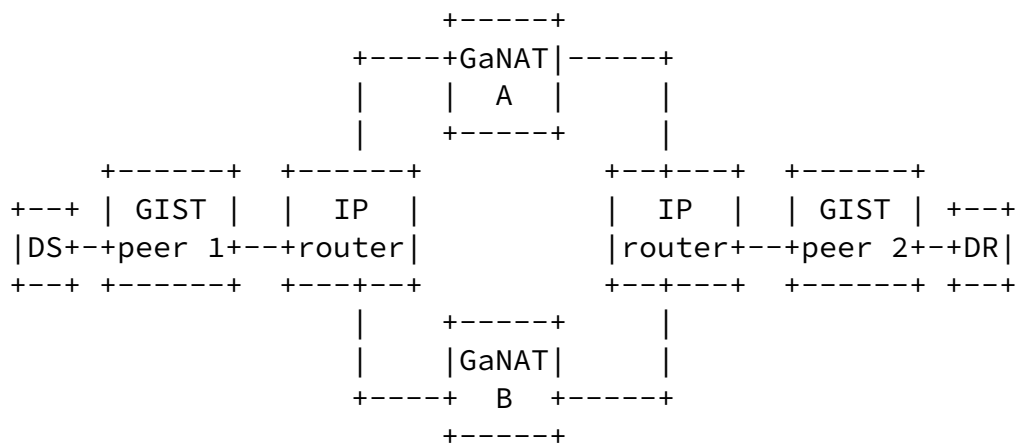 +-----+
                 +----+GaNAT|-----+
                 |    |  A  |     |
                 |    +-----+     |
     +------+  +------+         +--+---+  +------+
+--+ | GIST |  |  IP  |         |  IP  |  | GIST | +--+
|DS+-+peer 1+--+router|         |router+--+peer 2+-+DR|
+--+ +------+  +---+--+         +--+---+  +------+ +--+
                 |    +-----+     |
                 |    |GaNAT|     |
                 +----+  B  +-----+
                      +-----+